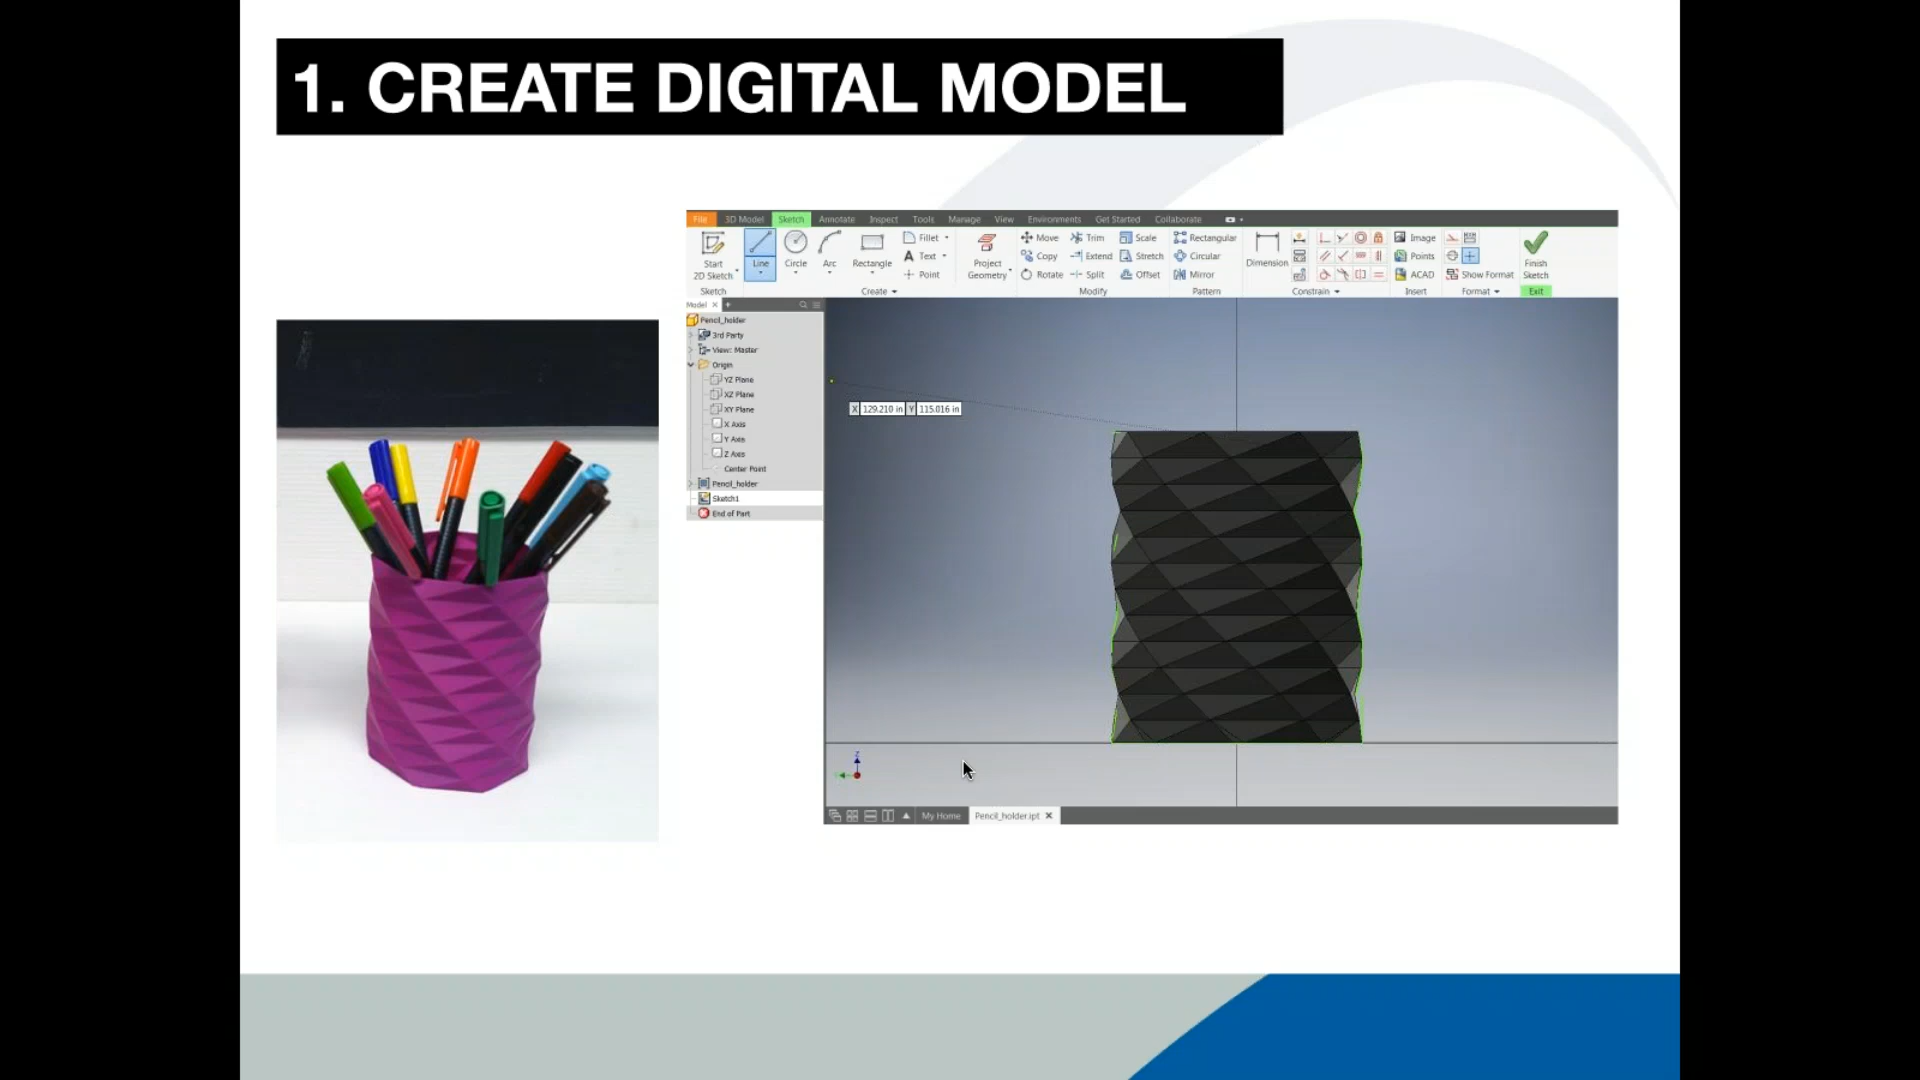 1. CREATE DIGITAL MODEL
File 3D Model Sketch Annotate Inspect Tools Manage View Environments Get Started Collaborate
Start
2D Sketch
Line
Circle
Arc
Rectangle
Fillet
Text
Point
Project
Geometry
Move
Copy
Rotate
Trim
Extend
Split
Scale
Stretch
Offset
Rectangular
Circular
Mirror
Dimension
Image
Points
ACAD
Show Format
Finish
Sketch
Sketch Create Modify Pattern Constrain Insert Format Exit
Model
Pencil_holder
3rd Party
View: Master
Origin
YZ Plane
XZ Plane
XY Plane
X Axis
Y Axis
Z Axis
Center Point
Pencil_holder
Sketch1
End of Part
X 129.210 in Y 115.016 in
Z
My Home Pencil_holder.ipt